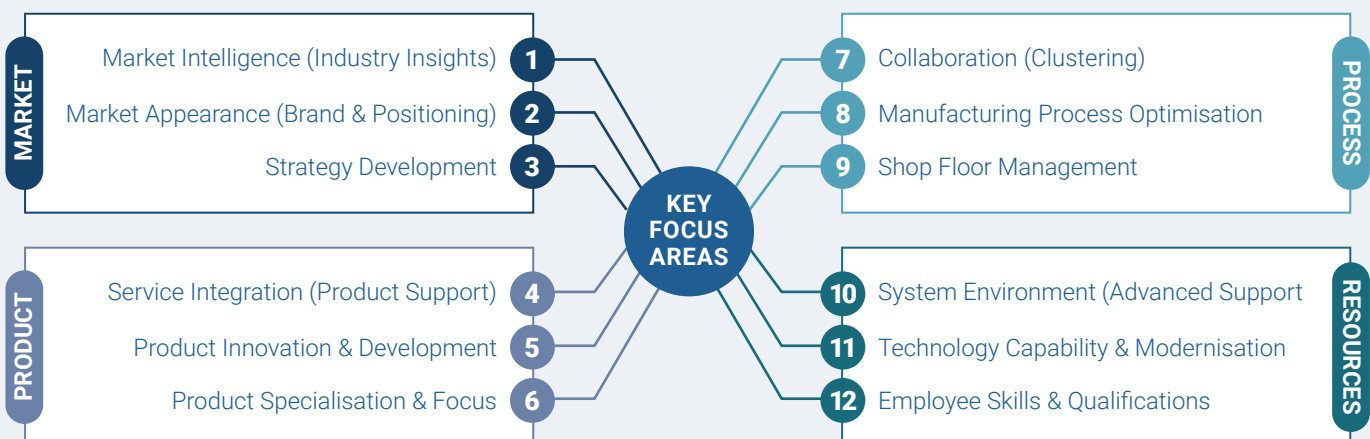 MARKET
1 Market Intelligence (Industry Insights)
2 Market Appearance (Brand & Positioning)
3 Strategy Development
PRODUCT
4 Service Integration (Product Support)
5 Product Innovation & Development
6 Product Specialisation & Focus
KEY
FOCUS
AREAS
PROCESS
7 Collaboration (Clustering)
8 Manufacturing Process Optimisation
9 Shop Floor Management
RESOURCES
10 System Environment (Advanced Support
11 Technology Capability & Modernisation
12 Employee Skills & Qualifications